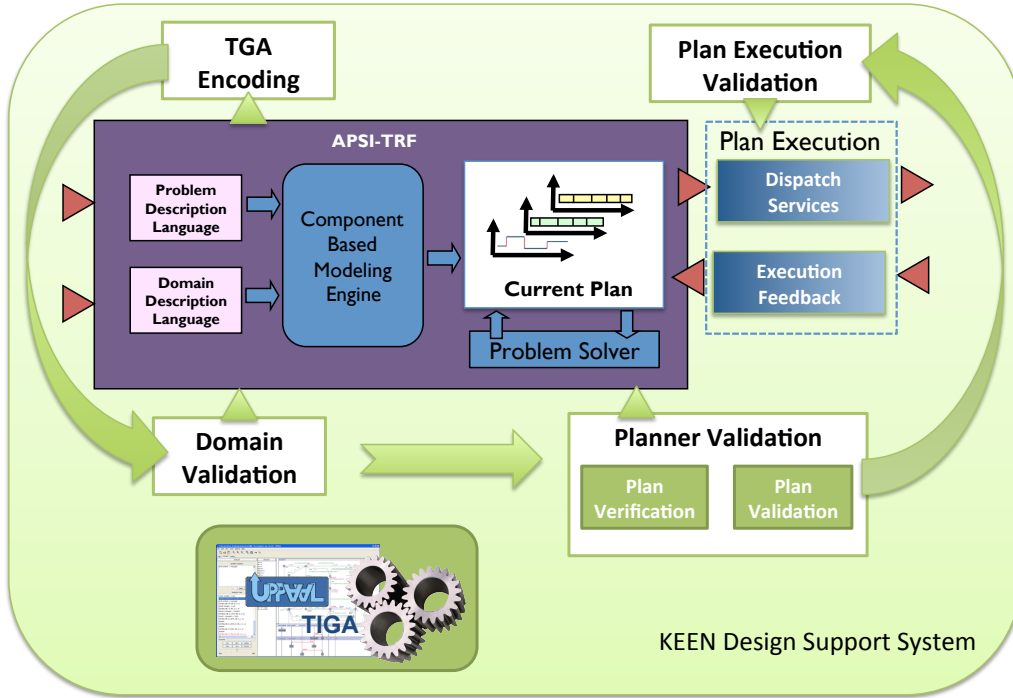 TGA
Encoding
Plan Execution
Validation
APSI-TRF
Problem
Description
Language
Domain
Description
Language
Component
Based
Modeling
Engine
Current Plan
Problem Solver
Plan Execution
Dispatch
Services
Execution
Feedback
Domain
Validation
Planner Validation
Plan
Verification
Plan
Validation
UPPAAL
TIGA
KEEN Design Support System